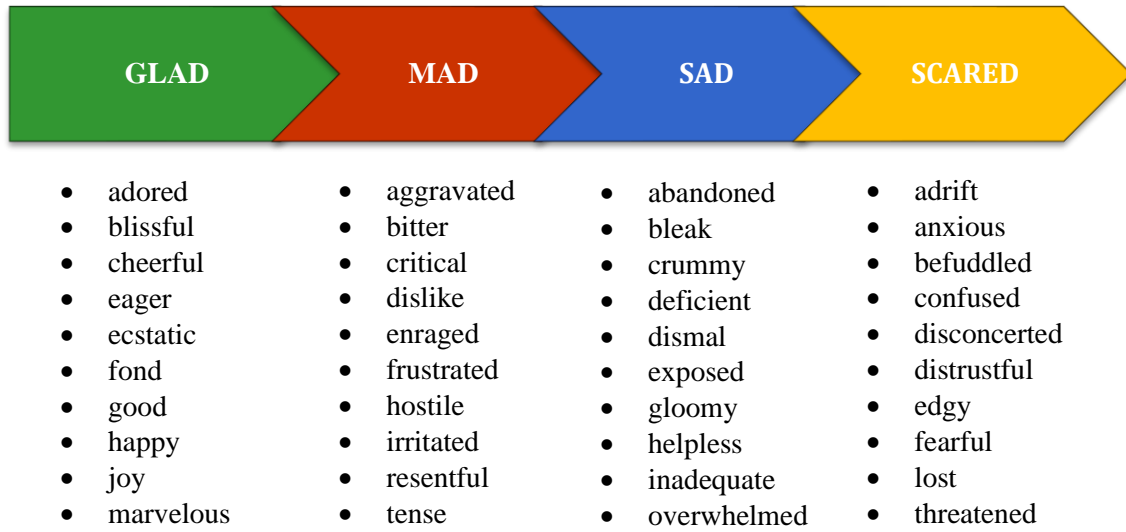 GLAD
MAD
SAD
SCARED
• adored
• blissful
• cheerful
• eager
• ecstatic
• fond
• good
• happy
• joy
• marvelous
• aggravated
• bitter
• critical
• dislike
• enraged
• frustrated
• hostile
• irritated
• resentful
• tense
• abandoned
• bleak
• crummy
• deficient
• dismal
• exposed
• gloomy
• helpless
• inadequate
• overwhelmed
• adrift
• anxious
• befuddled
• confused
• disconcerted
• distrustful
• edgy
• fearful
• lost
• threatened